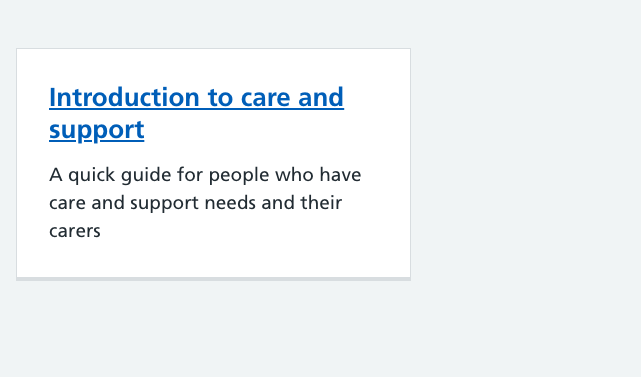 Introduction to care and
support
A quick guide for people who have
care and support needs and their
carers